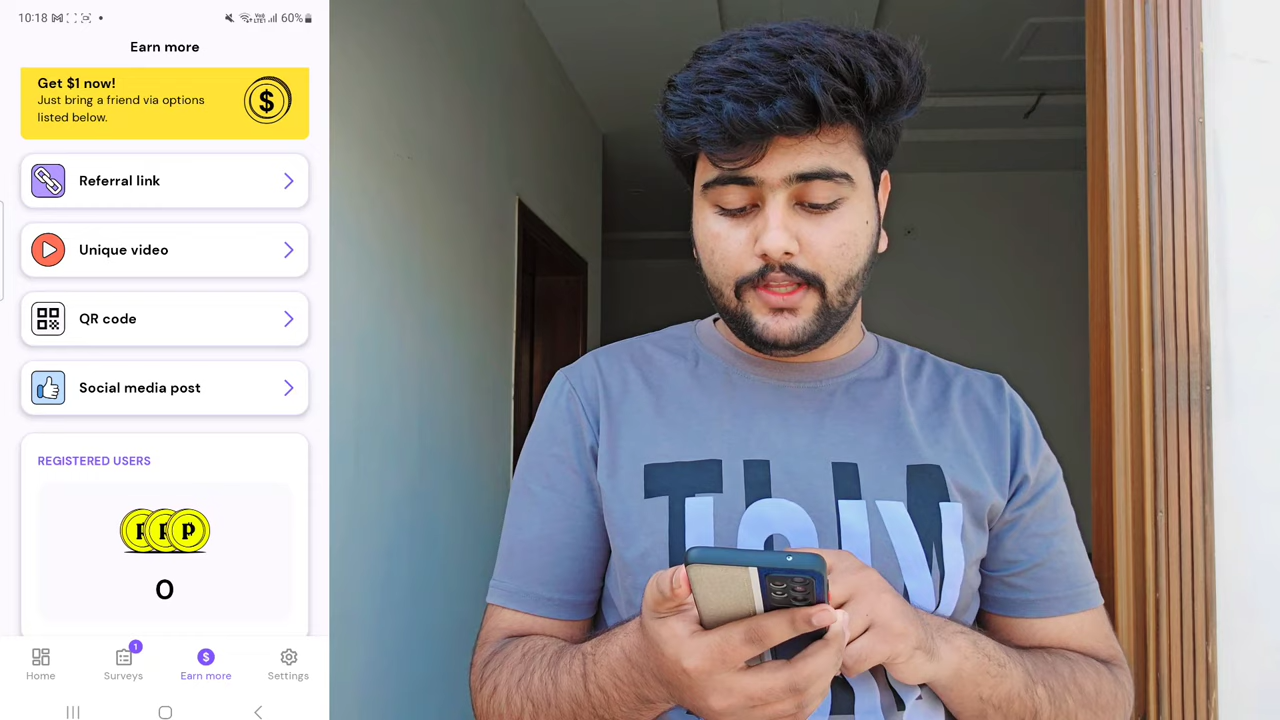 10:18
60%
Earn more
Get $1 now!
Just bring a friend via options
listed below.
Referral link
Unique video
QR code
Social media post
REGISTERED USERS
0
1
Home
Surveys
Earn more
Settings